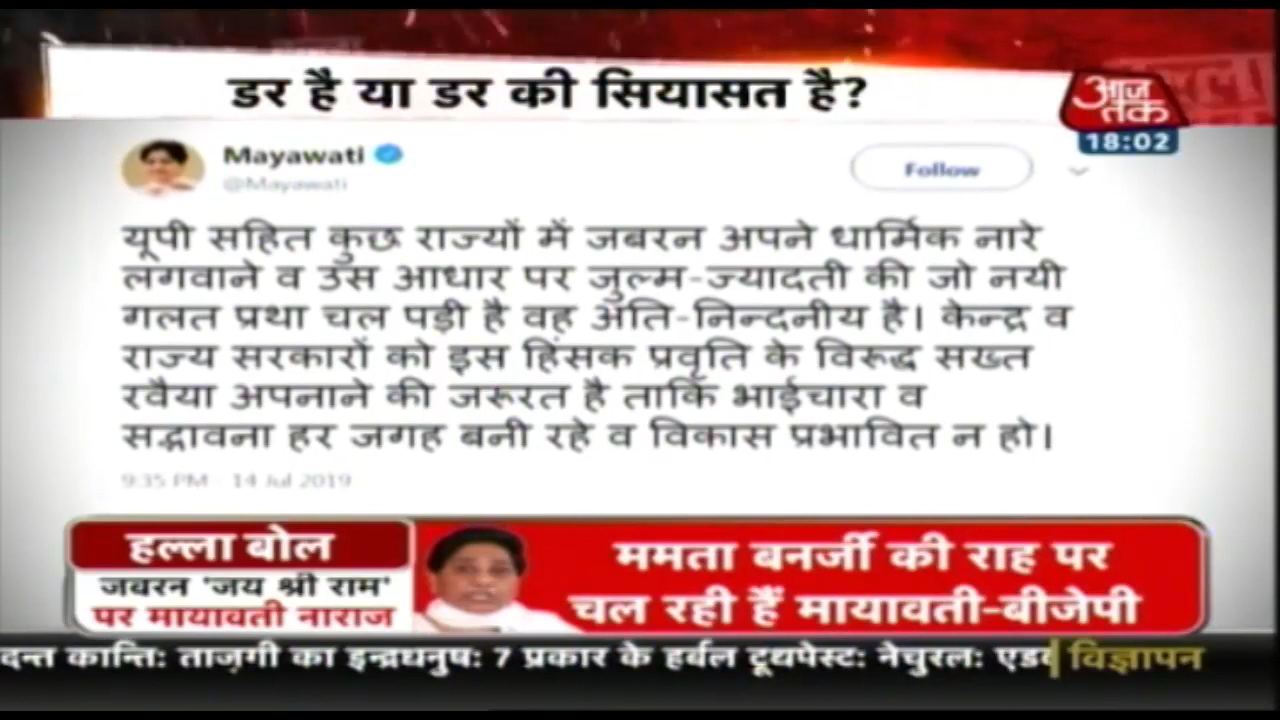 डर है या डर की सियासत है?
आज तक
18:02
Mayawati
@Mayawati
Follow
यूपी सहित कुछ राज्यों में जबरन अपने धार्मिक नारे
लगवाने व उस आधार पर जुल्म-ज्यादती की जो नयी
गलत प्रथा चल पड़ी है वह अति-निन्दनीय है। केन्द्र व
राज्य सरकारों को इस हिंसक प्रवृति के विरूद्ध सख्त
रवैया अपनाने की जरूरत है ताकि भाईचारा व
सद्भावना हर जगह बनी रहे व विकास प्रभावित न हो।
9:35 PM - 14 Jul 2019
हल्ला बोल
जबरन 'जय श्री राम'
पर मायावती नाराज
ममता बनर्जी की राह पर
चल रही हैं मायावती-बीजेपी
दन्त कान्ति: ताज़गी का इन्द्रधनुष: 7 प्रकार के हर्बल टूथपेस्ट: नेचुरल: एडव
विज्ञापन